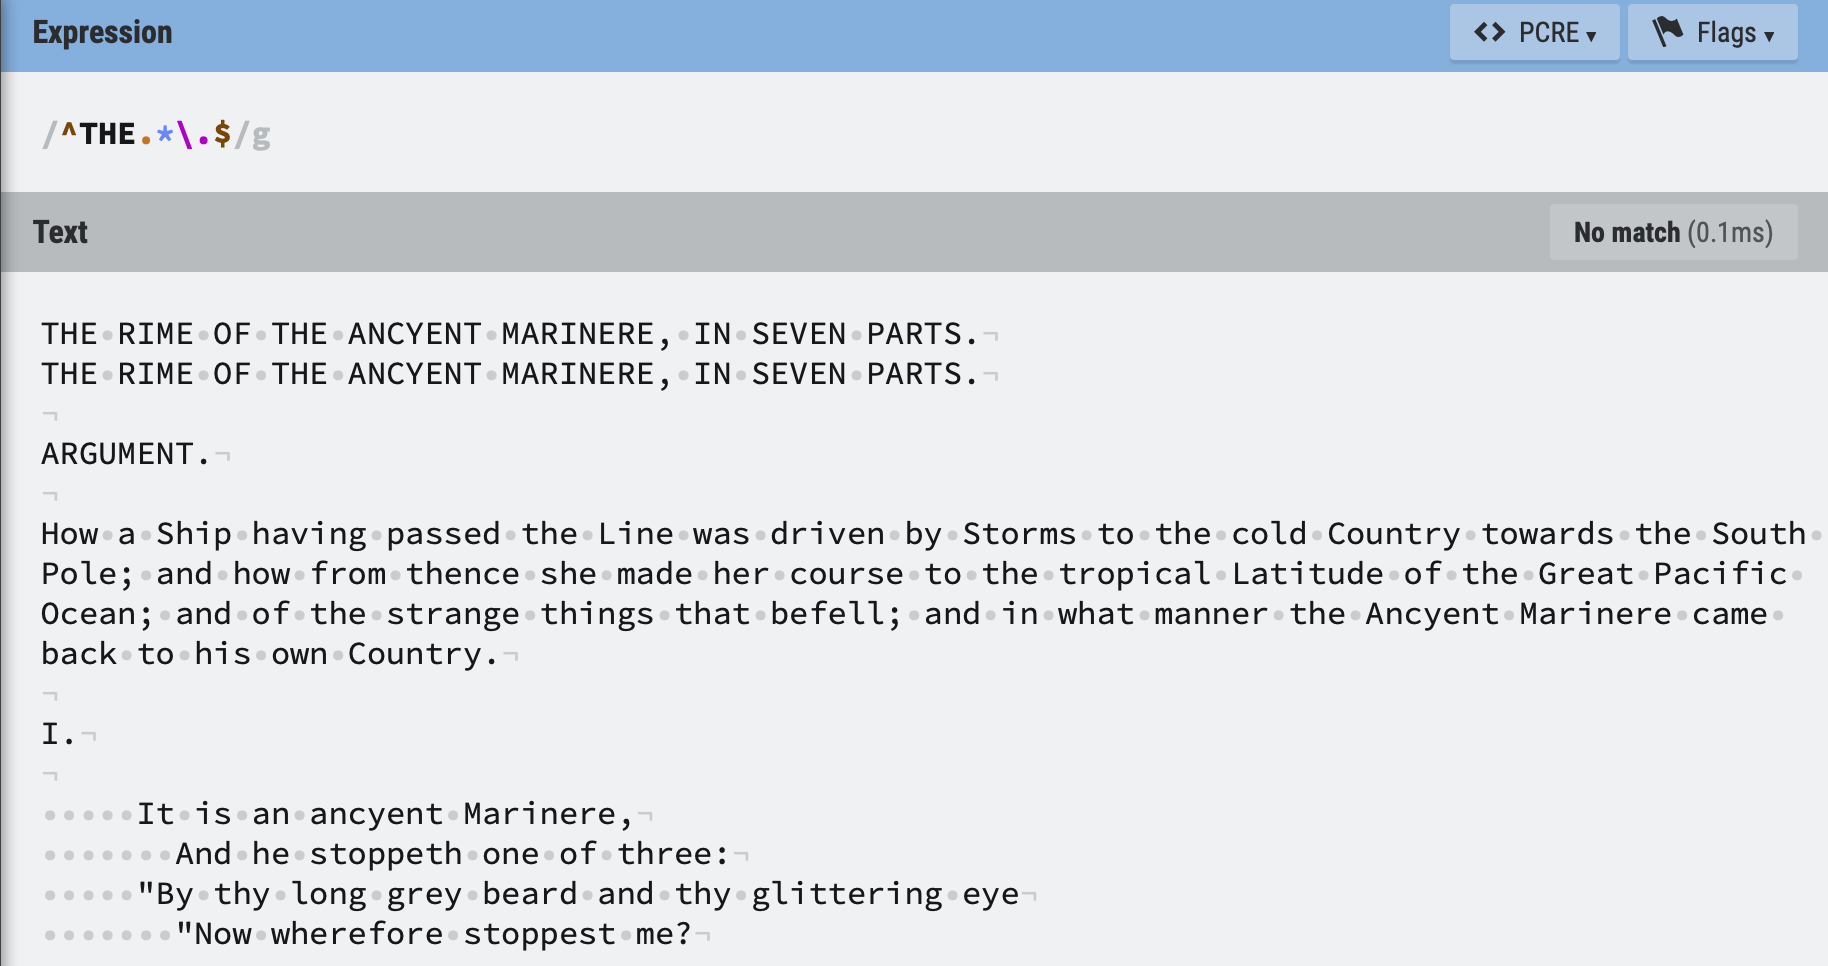 Expression
<> PCRE ▾
Flags ▾
/^THE.*\.$/g
Text
No match (0.1ms)
THE RIME OF THE ANCYENT MARINERE, IN SEVEN PARTS.¬
THE RIME OF THE ANCYENT MARINERE, IN SEVEN PARTS.¬
¬
ARGUMENT.¬
¬
How a Ship having passed the Line was driven by Storms to the cold Country towards the South
Pole; and how from thence she made her course to the tropical Latitude of the Great Pacific
Ocean; and of the strange things that befell; and in what manner the Ancyent Marinere came
back to his own Country.¬
¬
I.¬
¬
     It is an ancyent Marinere,¬
       And he stoppeth one of three:¬
     "By thy long grey beard and thy glittering eye¬
       "Now wherefore stoppest me?¬